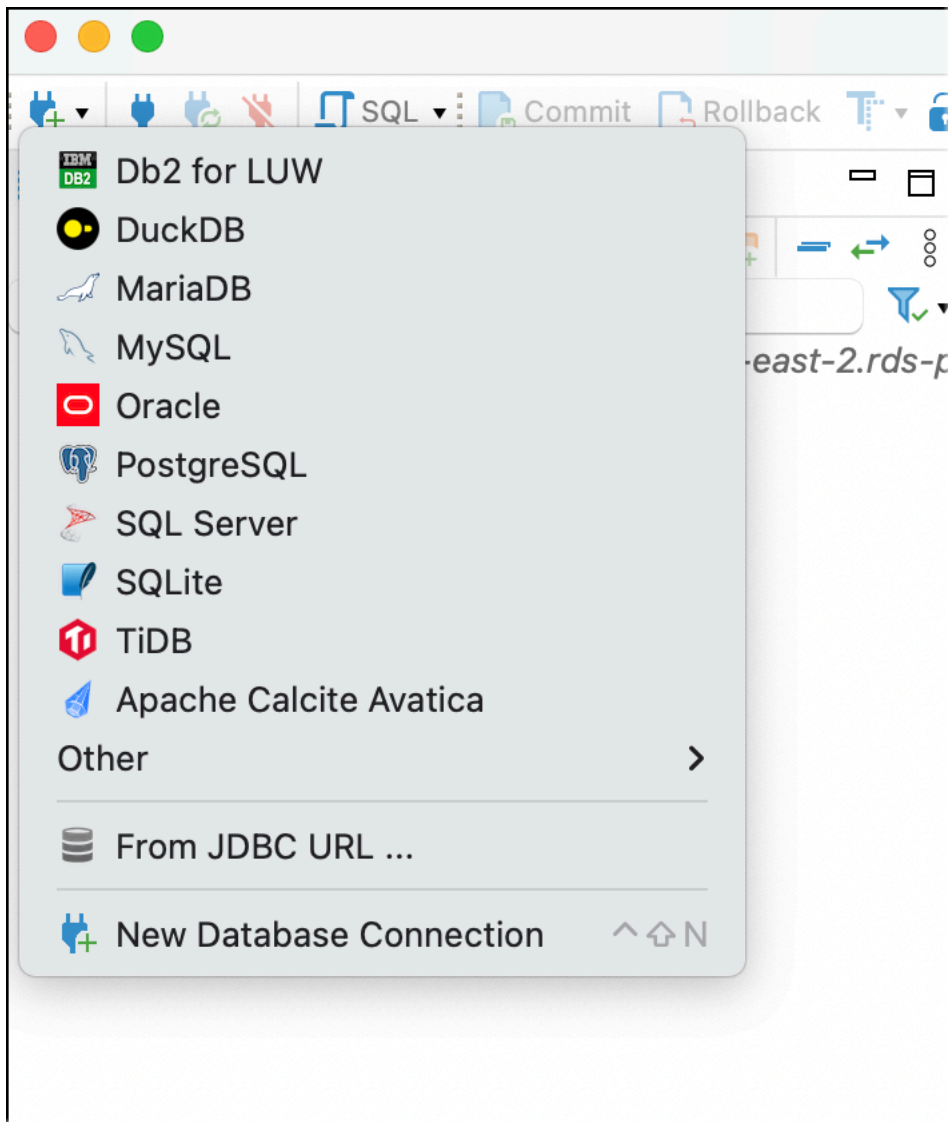 SQL Commit Rollback
IBM
DB2 Db2 for LUW
DuckDB
MariaDB
MySQL
-east-2.rds-p
Oracle
PostgreSQL
SQL Server
SQLite
TiDB
Apache Calcite Avatica
Other
From JDBC URL ...
New Database Connection ^⇧N